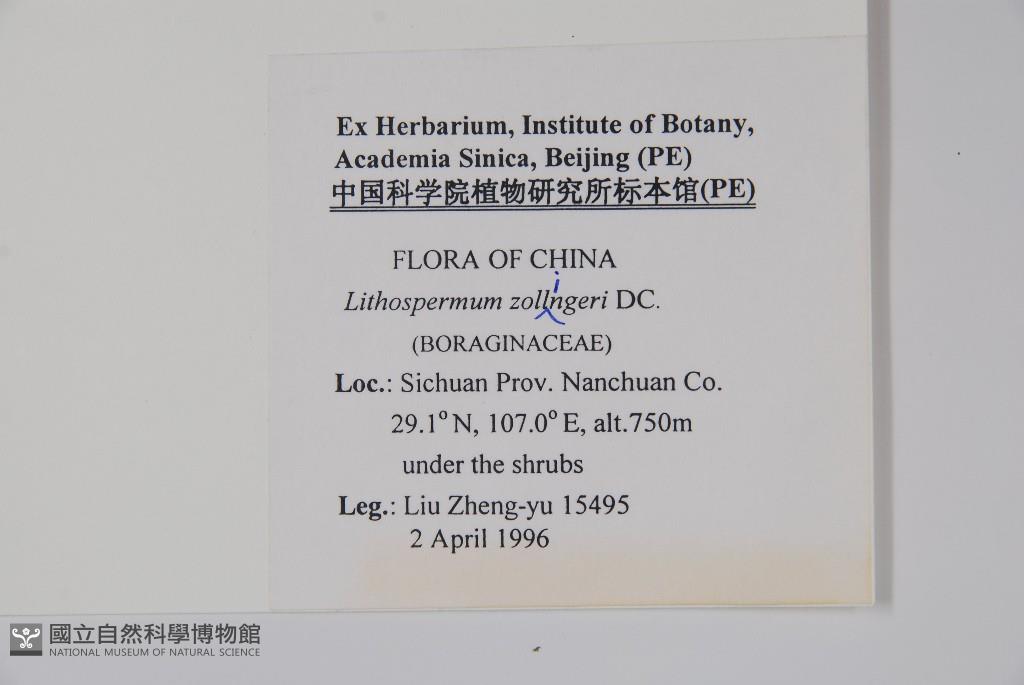 Ex Herbarium, Institute of Botany,
Academia Sinica, Beijing (PE)
中国科学院植物研究所标本馆(PE)
FLORA OF CHINA
i
Lithospermum zollngeri DC.
(BORAGINACEAE)
Loc.: Sichuan Prov. Nanchuan Co.
29.1° N, 107.0° E, alt.750m
under the shrubs
Leg.: Liu Zheng-yu 15495
2 April 1996
國立自然科學博物館
NATIONAL MUSEUM OF NATURAL SCIENCE